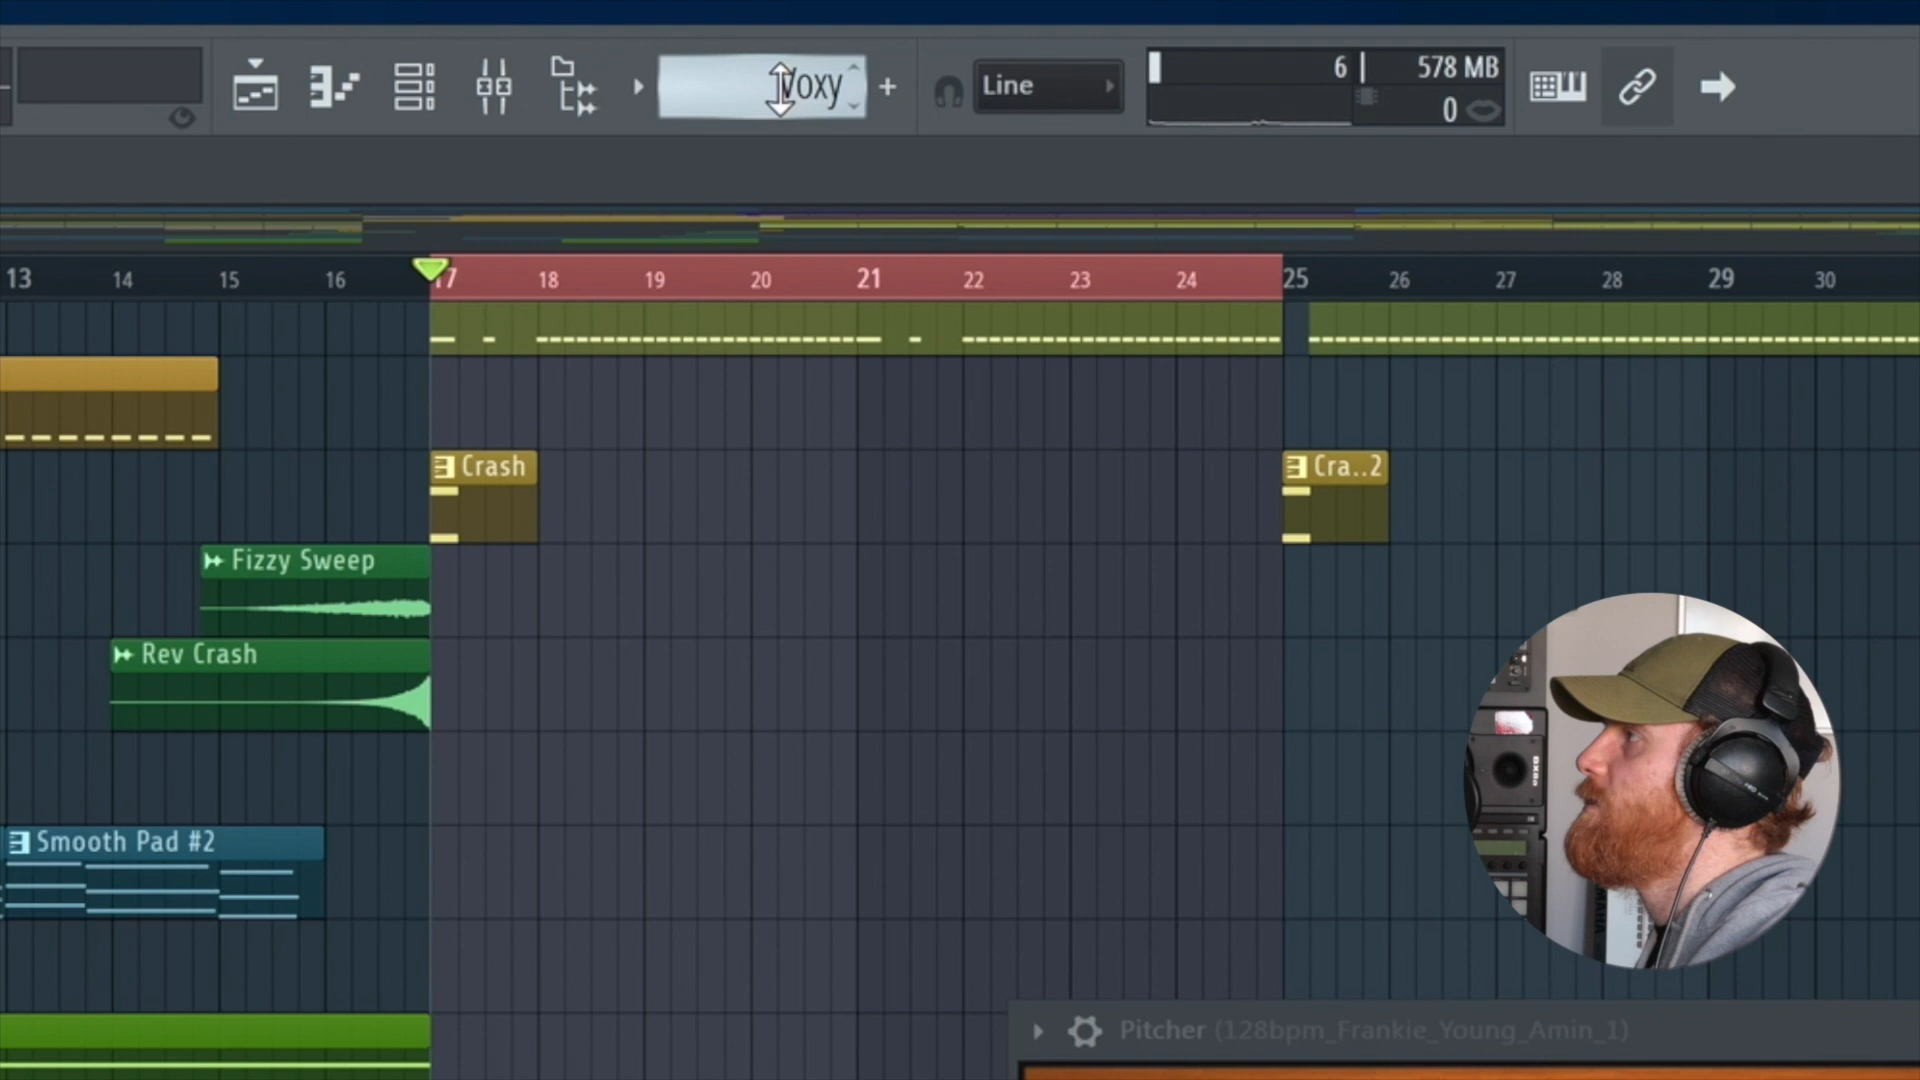 Voxy
+
Line
6
578 MB
0
13 14 15 16 17 18 19 20 21 22 23 24 25 26 27 28 29 30
Crash
Cra..2
Fizzy Sweep
Rev Crash
Smooth Pad #2
Pitcher (128bpm_Frankie_Young_Amin_1)